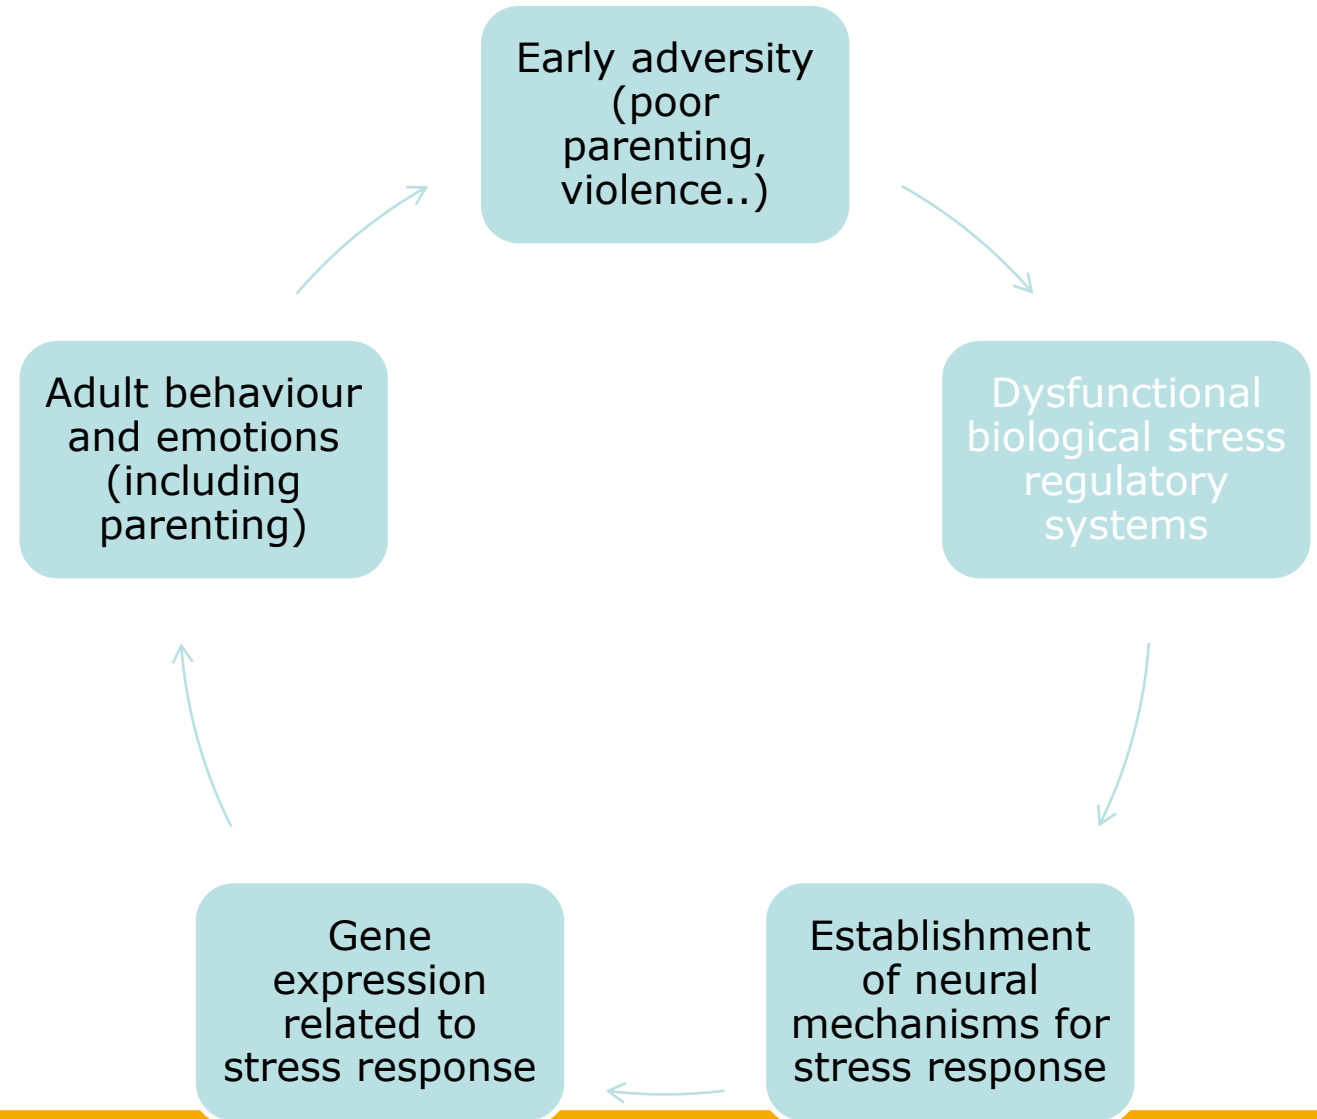 Early adversity
(poor
parenting,
violence..)
Dysfunctional
biological stress
regulatory
systems
Establishment
of neural
mechanisms for
stress response
Gene
expression
related to
stress response
Adult behaviour
and emotions
(including
parenting)